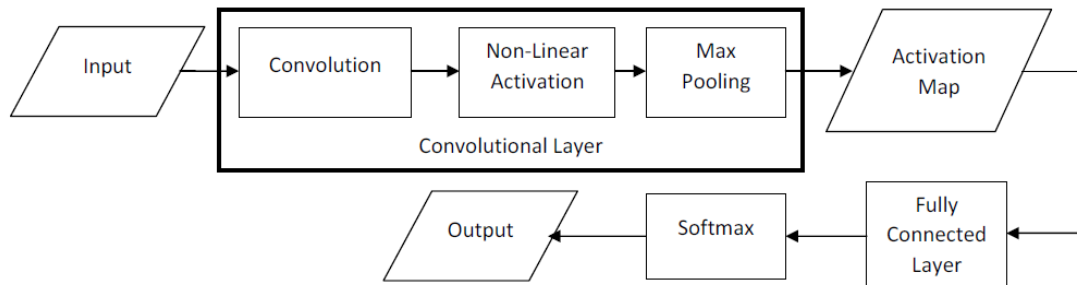 Input
Convolution
Non-Linear
Activation
Max
Pooling
Convolutional Layer
Activation
Map
Fully
Connected
Layer
Softmax
Output